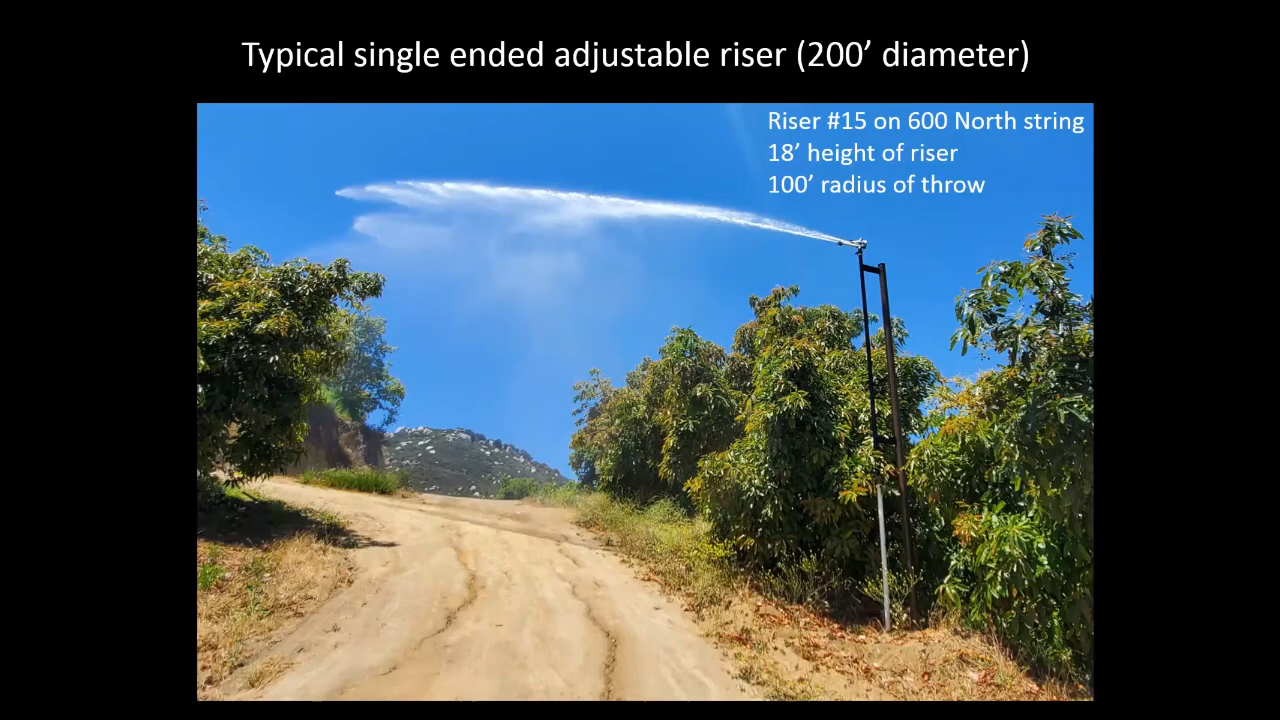 Typical single ended adjustable riser (200’ diameter)
Riser #15 on 600 North string
18’ height of riser
100’ radius of throw